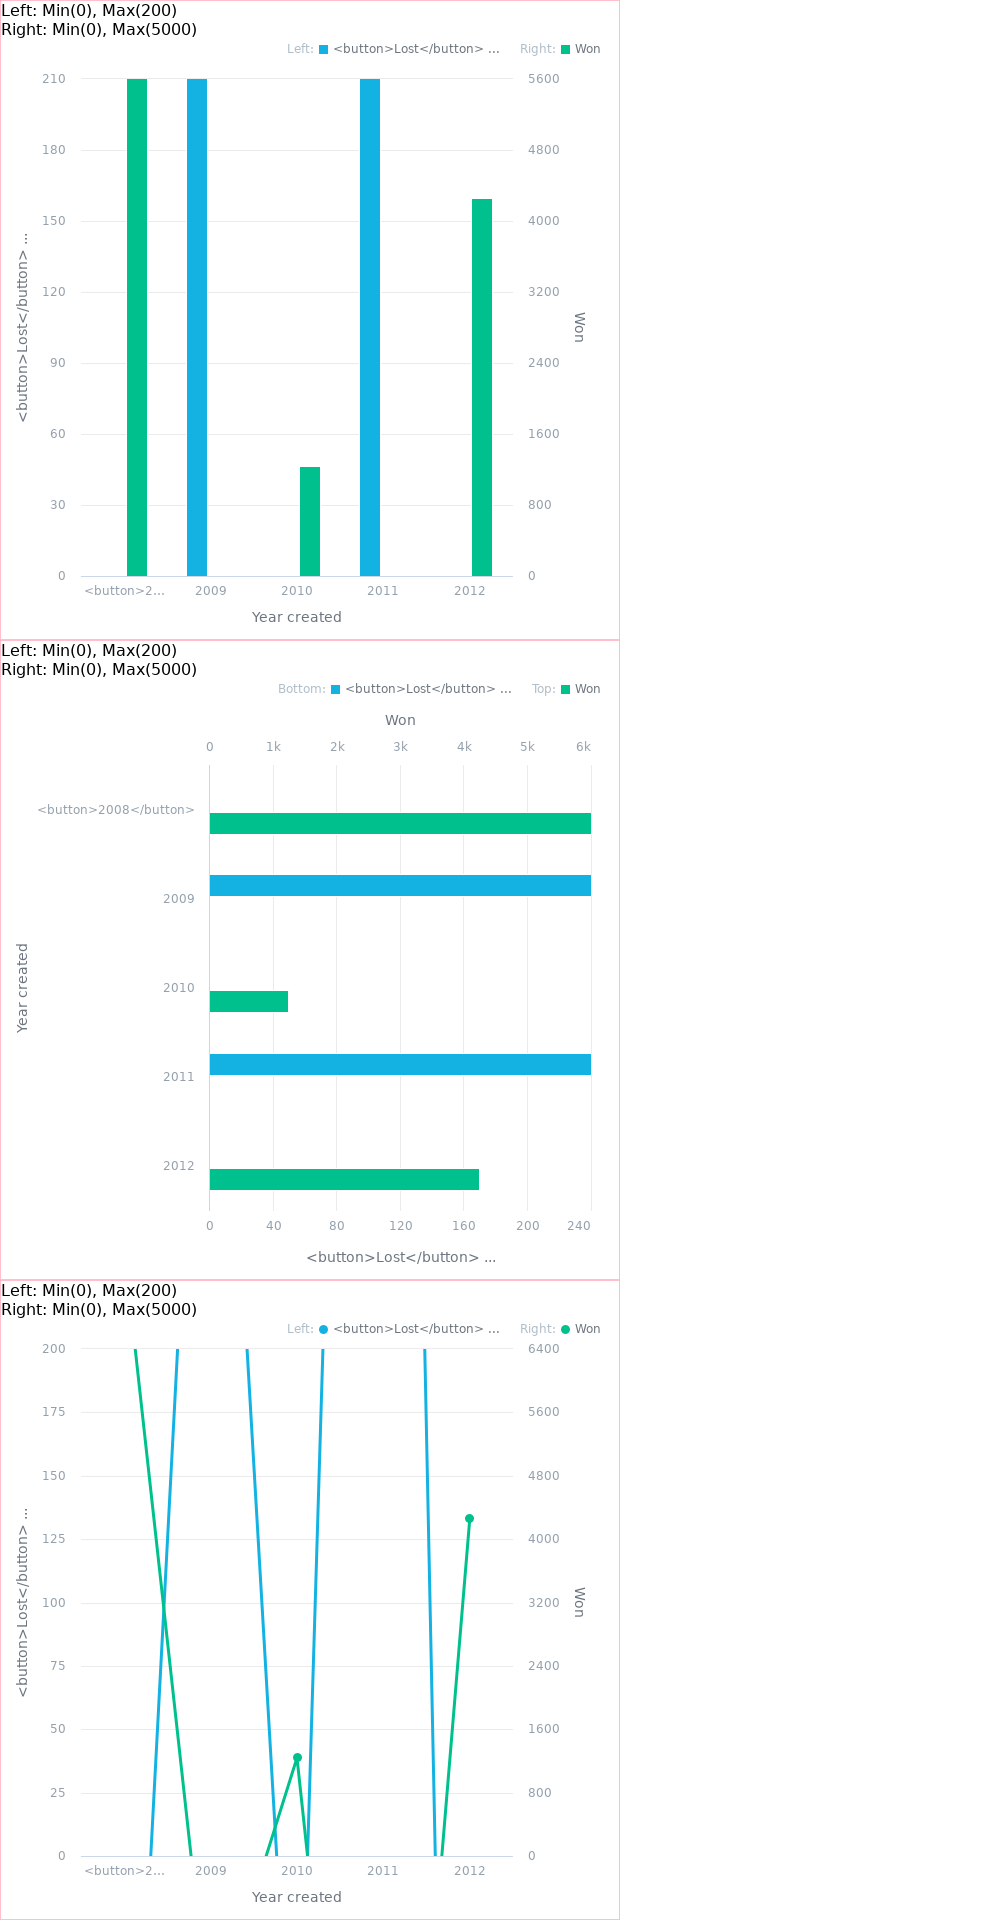 Left: Min(0), Max(200)
Right: Min(0), Max(5000)
Left: <button>Lost</button> ... Right: Won
210 5600
180 4800
150 4000
120 3200
90 2400
60 1600
30 800
0 0
<button>Lost</button> ...
Won
<button>2... 2009 2010 2011 2012
Year created
Left: Min(0), Max(200)
Right: Min(0), Max(5000)
Bottom: <button>Lost</button> ... Top: Won
Won
0 1k 2k 3k 4k 5k 6k
<button>2008</button>
2009
2010
2011
2012
Year created
0 40 80 120 160 200 240
<button>Lost</button> ...
Left: Min(0), Max(200)
Right: Min(0), Max(5000)
Left: <button>Lost</button> ... Right: Won
200 6400
175 5600
150 4800
125 4000
100 3200
75 2400
50 1600
25 800
0 0
<button>Lost</button> ...
Won
<button>2... 2009 2010 2011 2012
Year created